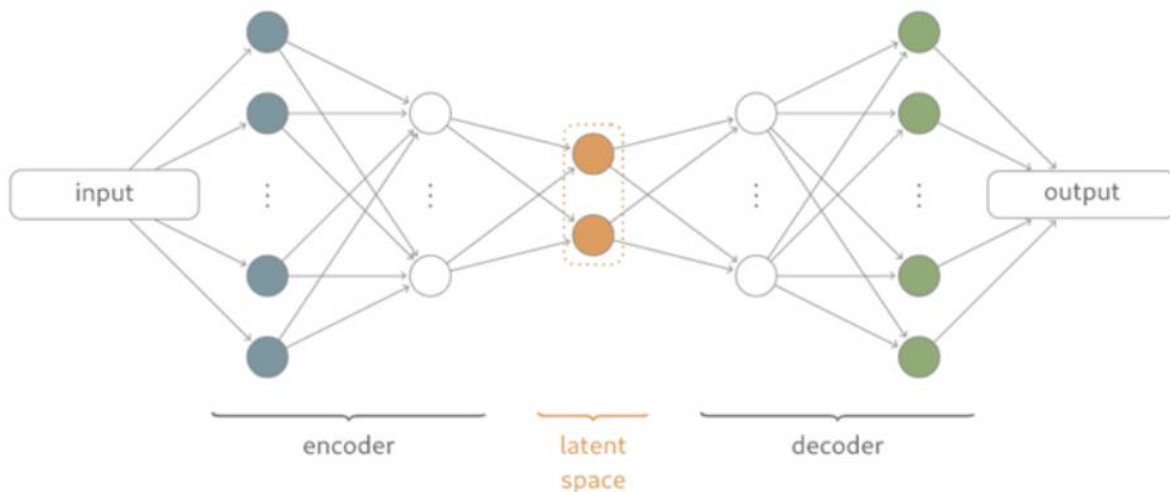 input
output
encoder
latent
space
decoder